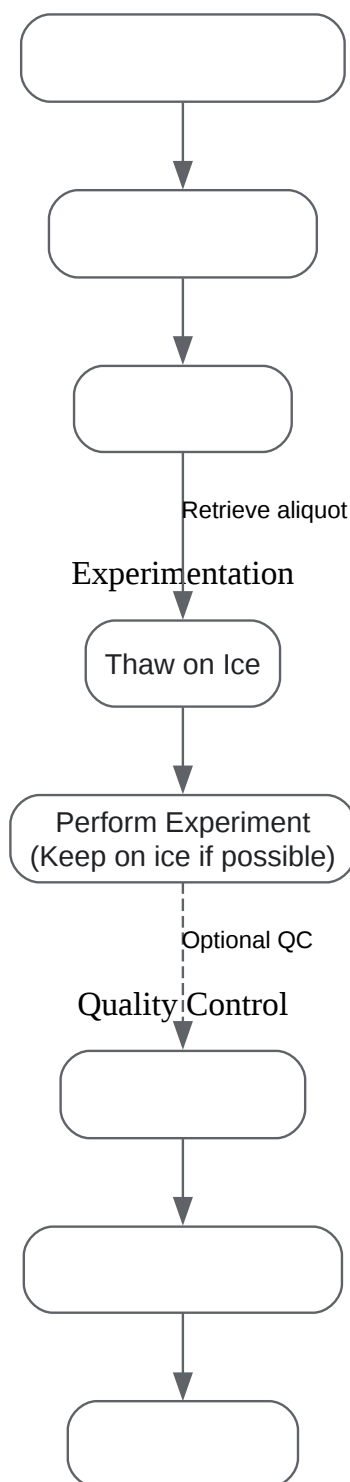 Retrieve aliquot
Experimentation
Thaw on Ice
Perform Experiment
(Keep on ice if possible)
Optional QC
Quality Control